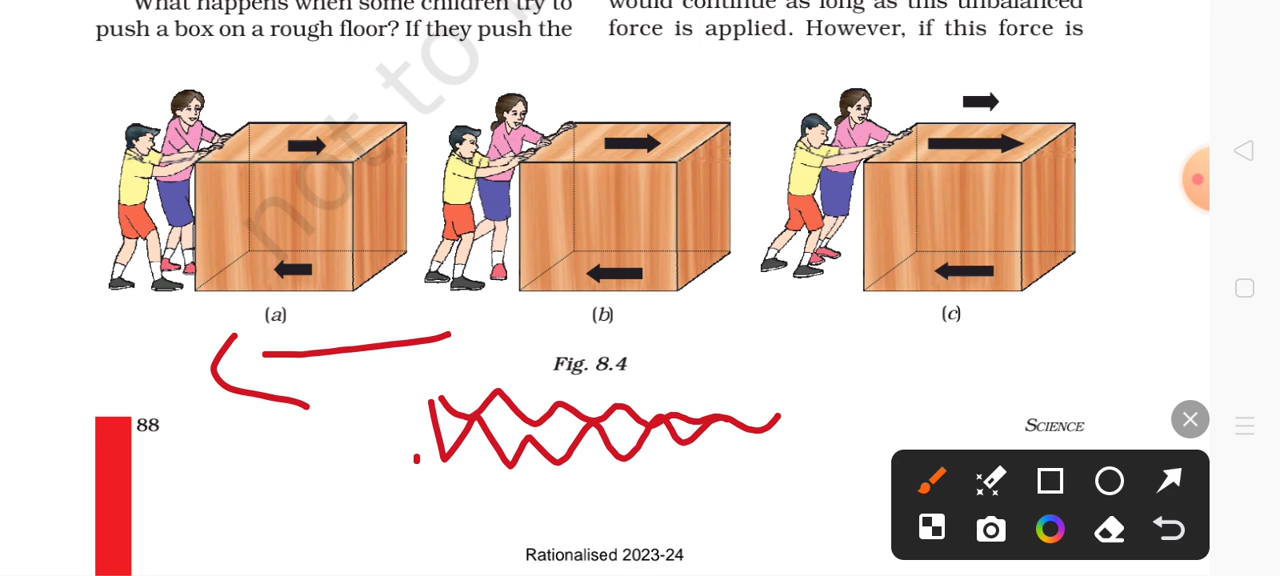 What happens when some children try to
push a box on a rough floor? If they push the
would continue as long as this unbalanced
force is applied. However, if this force is
not to
(a)
(b)
(c)
Fig. 8.4
88
SCIENCE
Rationalised 2023-24